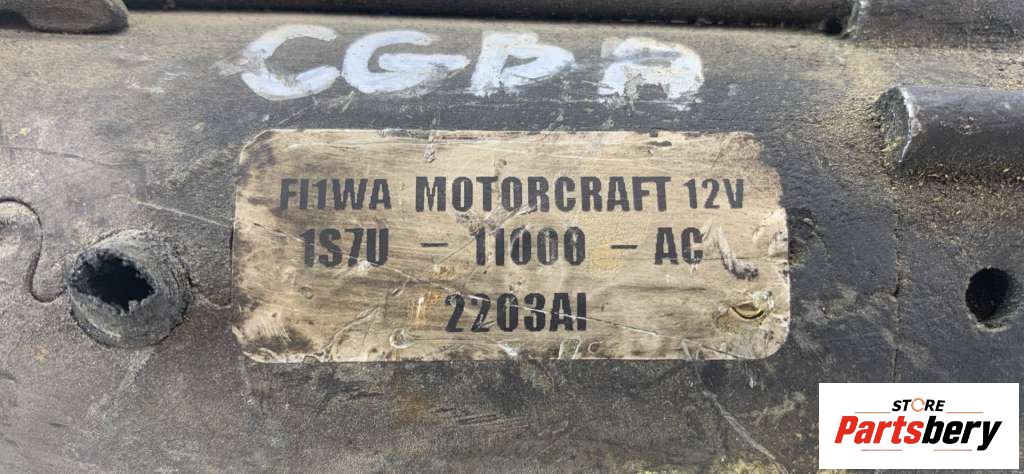 CGBA
FI1WA MOTORCRAFT 12V
1S7U - 11000 - AC
2203AI
STORE
Partsbery